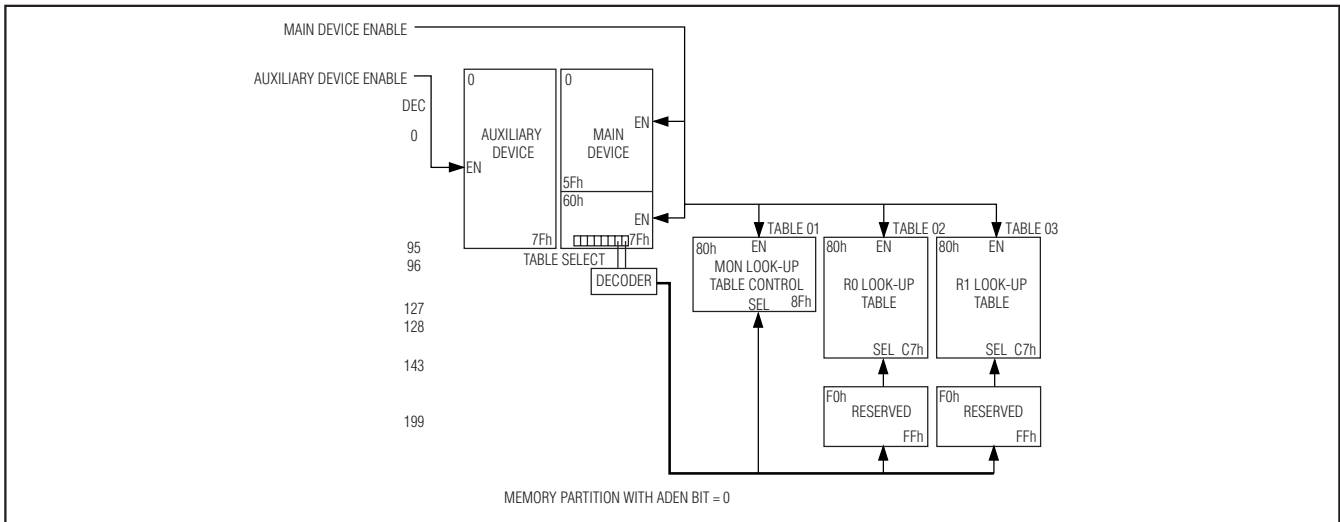 MAIN DEVICE ENABLE
AUXILIARY DEVICE ENABLE
DEC
0
95
96
127
128
143
199
0
AUXILIARY
DEVICE
EN
7Fh
0
MAIN
DEVICE
EN
5Fh
60h
EN
7Fh
TABLE SELECT
DECODER
TABLE 01
80h
EN
MON LOOK-UP
TABLE CONTROL
SEL
8Fh
TABLE 02
80h
EN
R0 LOOK-UP
TABLE
SEL C7h
F0h
RESERVED
FFh
TABLE 03
80h
EN
R1 LOOK-UP
TABLE
SEL C7h
F0h
RESERVED
FFh
MEMORY PARTITION WITH ADEN BIT = 0